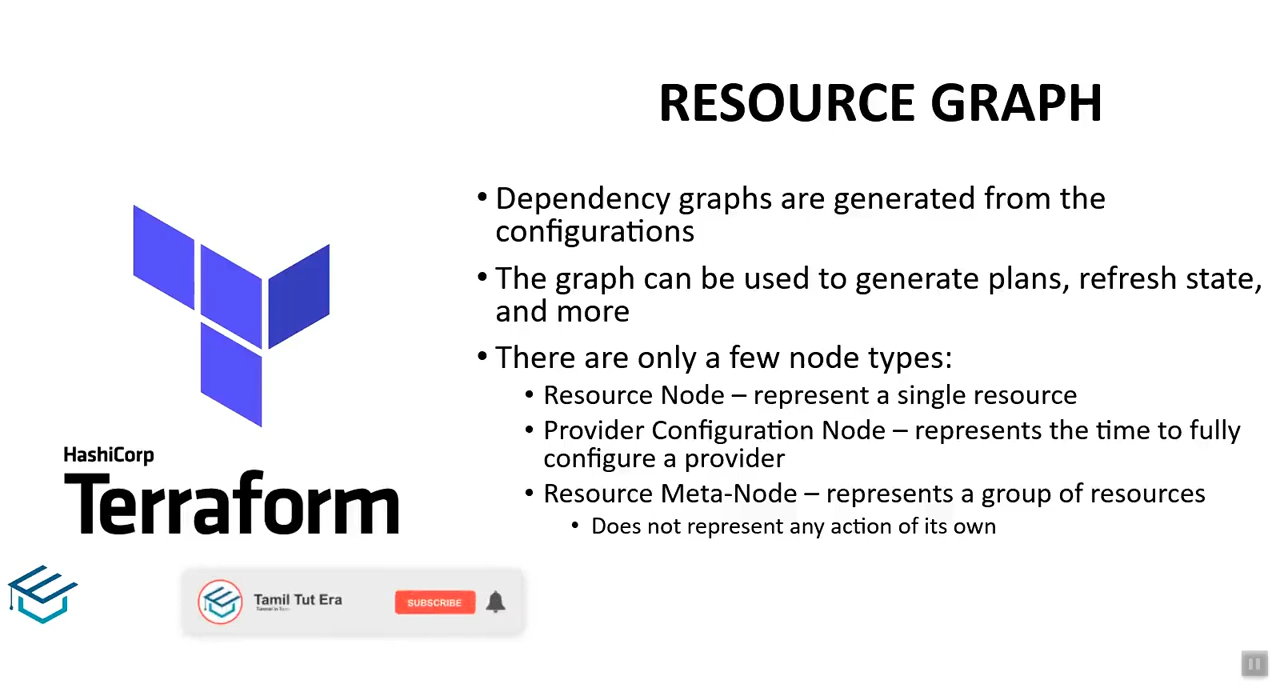 RESOURCE GRAPH
• Dependency graphs are generated from the
configurations
• The graph can be used to generate plans, refresh state,
and more
• There are only a few node types:
• Resource Node – represent a single resource
• Provider Configuration Node – represents the time to fully
configure a provider
• Resource Meta-Node – represents a group of resources
• Does not represent any action of its own
HashiCorp
Terraform
Tamil Tut Era
SUBSCRIBE